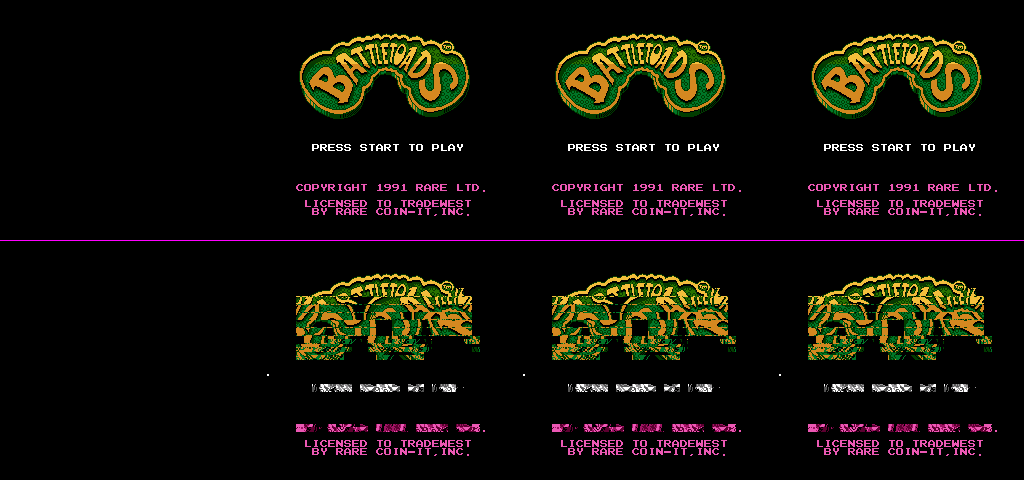 BATTLETOADS BATTLETOADS BATTLETOADS
PRESS START TO PLAY PRESS START TO PLAY PRESS START TO PLAY
COPYRIGHT 1991 RARE LTD. COPYRIGHT 1991 RARE LTD. COPYRIGHT 1991 RARE LTD.
LICENSED TO TRADEWEST LICENSED TO TRADEWEST LICENSED TO TRADEWEST
BY RARE COIN-IT,INC. BY RARE COIN-IT,INC. BY RARE COIN-IT,INC.
LICENSED TO TRADEWEST LICENSED TO TRADEWEST LICENSED TO TRADEWEST
BY RARE COIN-IT,INC. BY RARE COIN-IT,INC. BY RARE COIN-IT,INC.